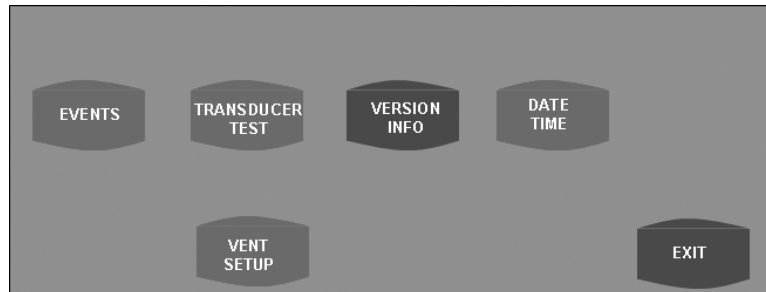 EVENTS
TRANSDUCER
TEST
VERSION
INFO
DATE
TIME
VENT
SETUP
EXIT